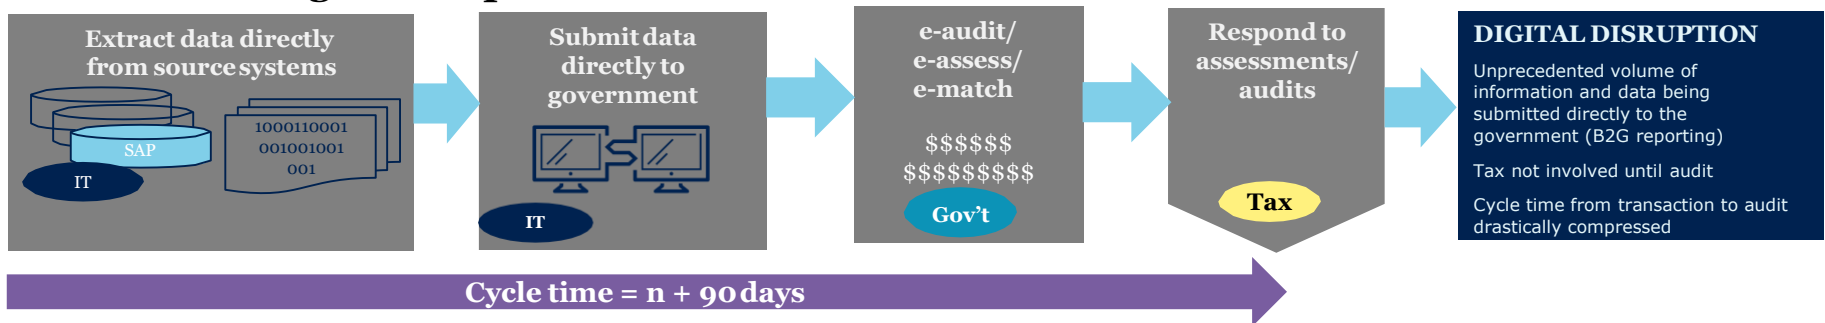 Extract data directly
from source systems
SAP
IT
1000110001
001001001
001
Submit data
directly to
government
IT
e-audit/
e-assess/
e-match
$$$$$$
$$$$$$$$$
Gov't
Respond to
assessments/
audits
Tax
DIGITAL DISRUPTION
Unprecedented volume of
information and data being
submitted directly to the
government (B2G reporting)
Tax not involved until audit
Cycle time from transaction to audit
drastically compressed
Cycle time = n + 90 days